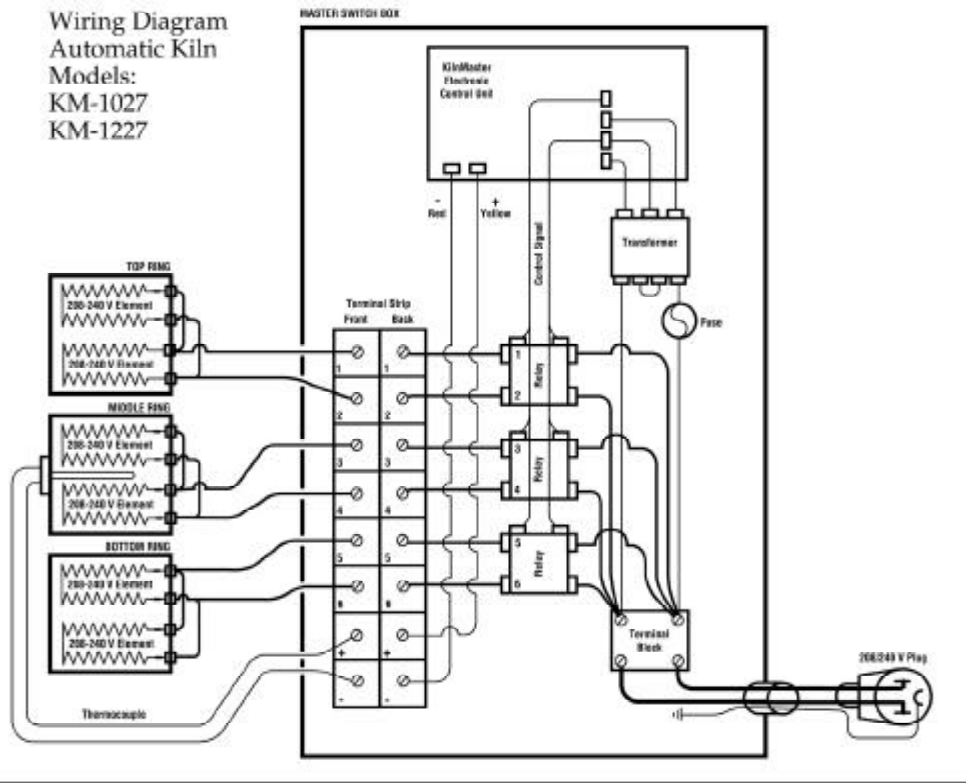 Wiring Diagram
Automatic Kiln
Models:
KM-1027
KM-1227
MASTER SWITCH BOX
KilnMaster
Electronic
Control Unit
-
Red
+
Yellow
Control Signal
Transformer
Fuse
TOP RING
208-240 V Element
208-240 V Element
MIDDLE RING
208-240 V Element
208-240 V Element
BOTTOM RING
208-240 V Element
208-240 V Element
Thermocouple
Terminal Strip
Front
Back
1
1
2
2
3
3
4
4
5
5
6
6
+
+
-
-
1
Relay
2
3
Relay
4
5
Relay
6
Terminal
Block
208/240 V Plug